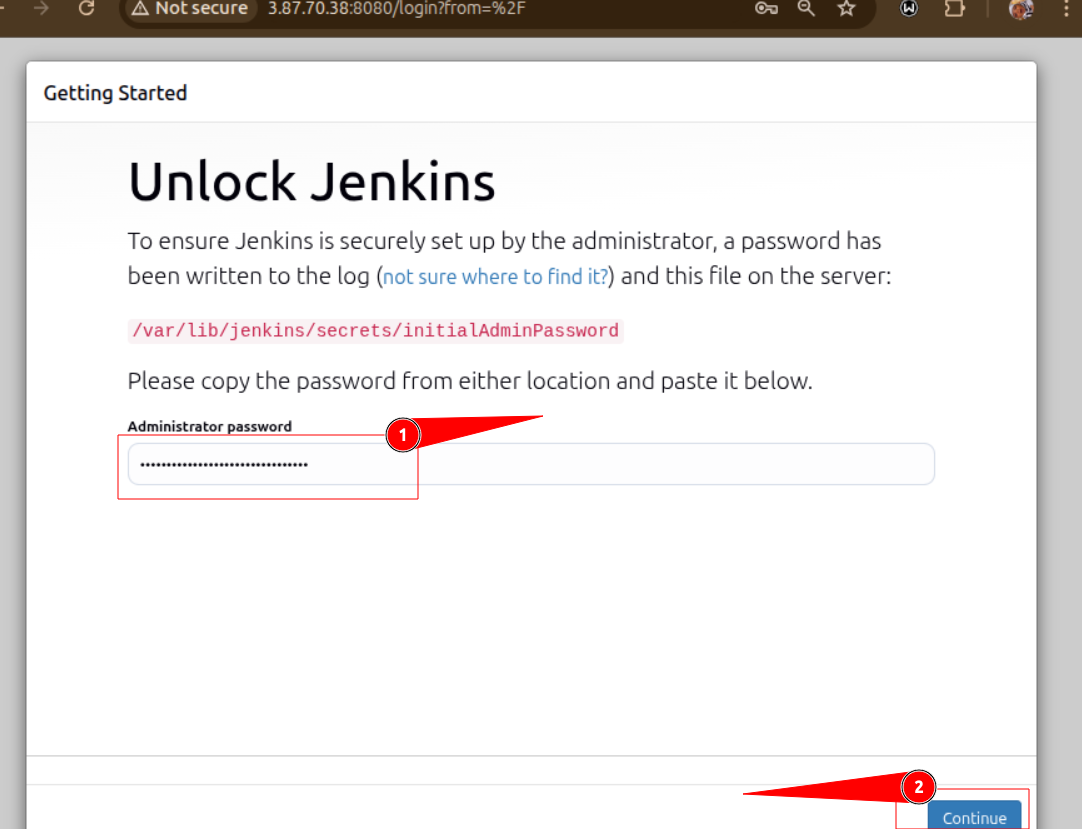 Not secure 3.87.70.38:8080/login?from=%2F
Getting Started
Unlock Jenkins
To ensure Jenkins is securely set up by the administrator, a password has
been written to the log (not sure where to find it?) and this file on the server:
/var/lib/jenkins/secrets/initialAdminPassword
Please copy the password from either location and paste it below.
Administrator password
1
••••••••••••••••••••••••••••••••
2
Continue